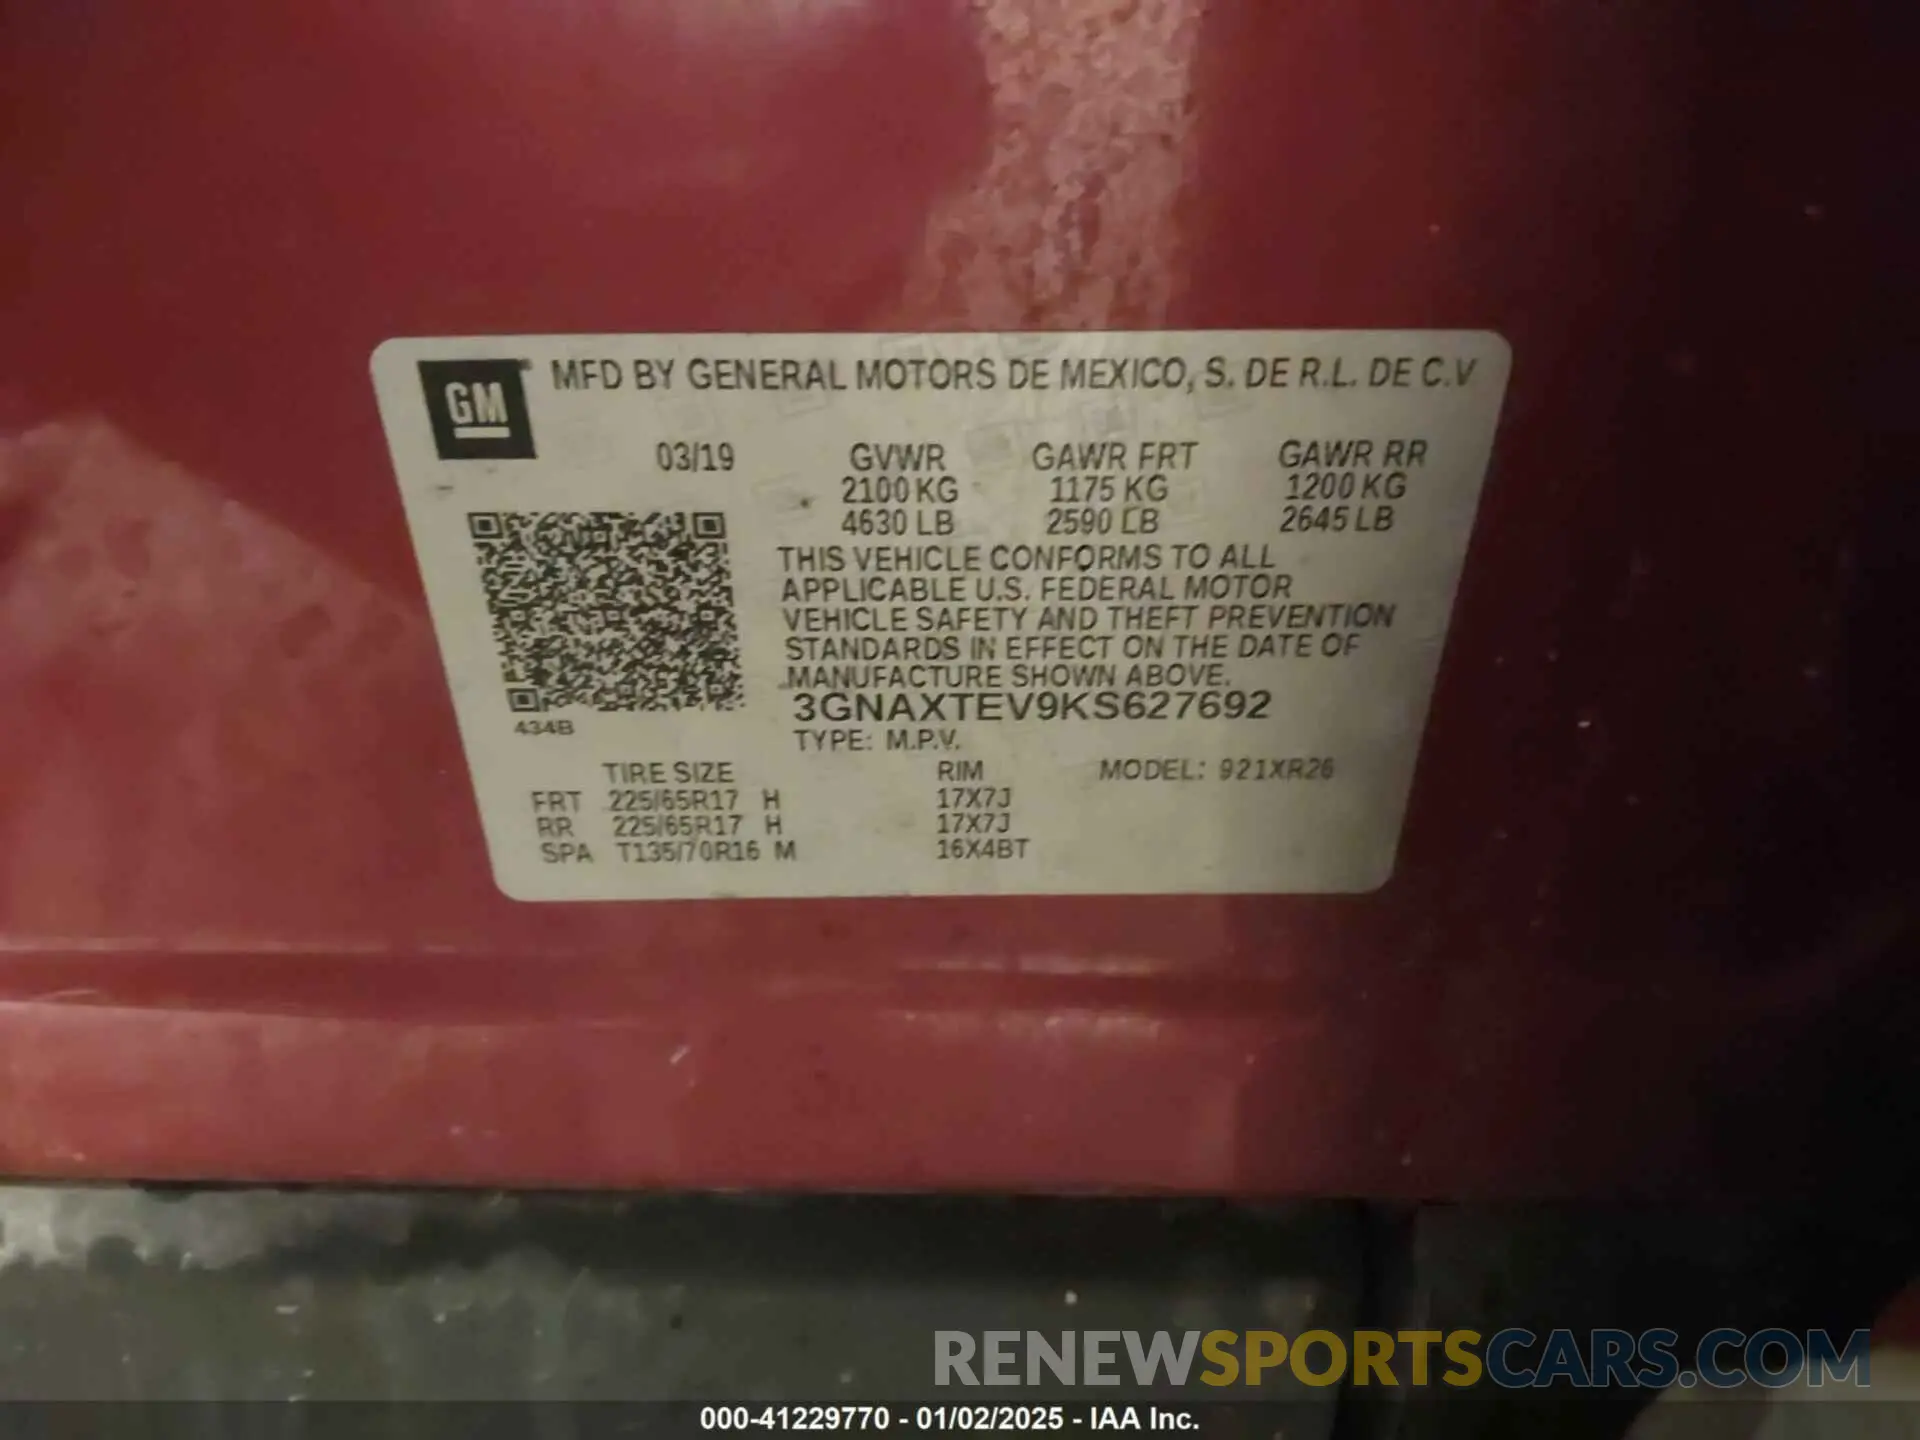 GM
MFD BY GENERAL MOTORS DE MEXICO, S. DE R.L. DE C.V
03/19 GVWR GAWR FRT GAWR RR
2100 KG 1175 KG 1200 KG
4630 LB 2590 LB 2645 LB
THIS VEHICLE CONFORMS TO ALL
APPLICABLE U.S. FEDERAL MOTOR
VEHICLE SAFETY AND THEFT PREVENTION
STANDARDS IN EFFECT ON THE DATE OF
MANUFACTURE SHOWN ABOVE.
3GNAXTEV9KS627692
434B
TYPE: M.P.V.
TIRE SIZE RIM MODEL: 921XR26
FRT 225/65R17 H 17X7J
RR 225/65R17 H 17X7J
SPA T135/70R16 M 16X4BT
RENEWSPORTSCARS.COM
000-41229770 - 01/02/2025 - IAA Inc.